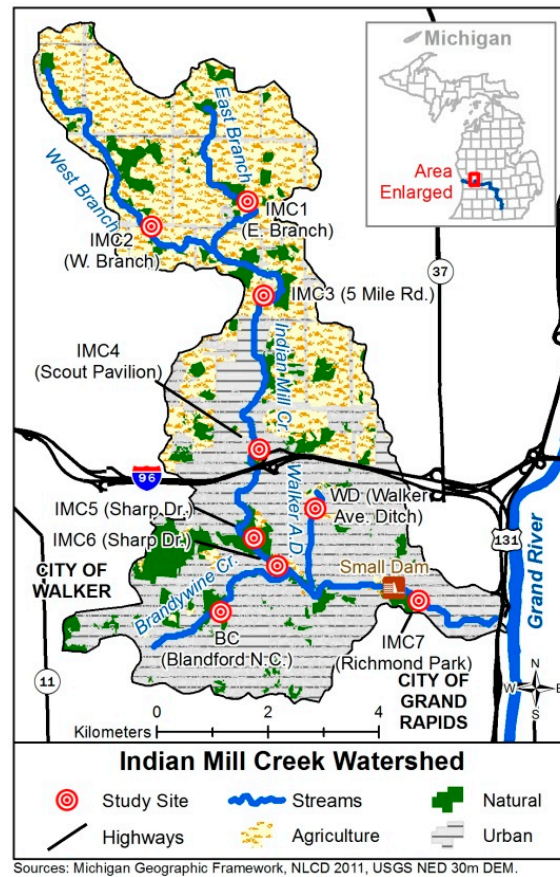 Michigan
Area
Enlarged
East Branch
West Branch
IMC1
(E. Branch)
IMC2
(W. Branch)
37
IMC3 (5 Mile Rd.)
IMC4
(Scout Pavilion)
Indian Mill Cr.
96
Walker A.D.
WD (Walker
Ave. Ditch)
IMC5 (Sharp Dr.)
IMC6 (Sharp Dr.)
131
Grand River
Small Dam
CITY OF
WALKER
Brandywine Cr.
BC
(Blandford N.C.)
IMC7
(Richmond Park)
11
CITY OF
GRAND
RAPIDS
N
W E
S
0 2 4
Kilometers
Indian Mill Creek Watershed
Study Site Streams Natural
Highways Agriculture Urban
Sources: Michigan Geographic Framework, NLCD 2011, USGS NED 30m DEM.